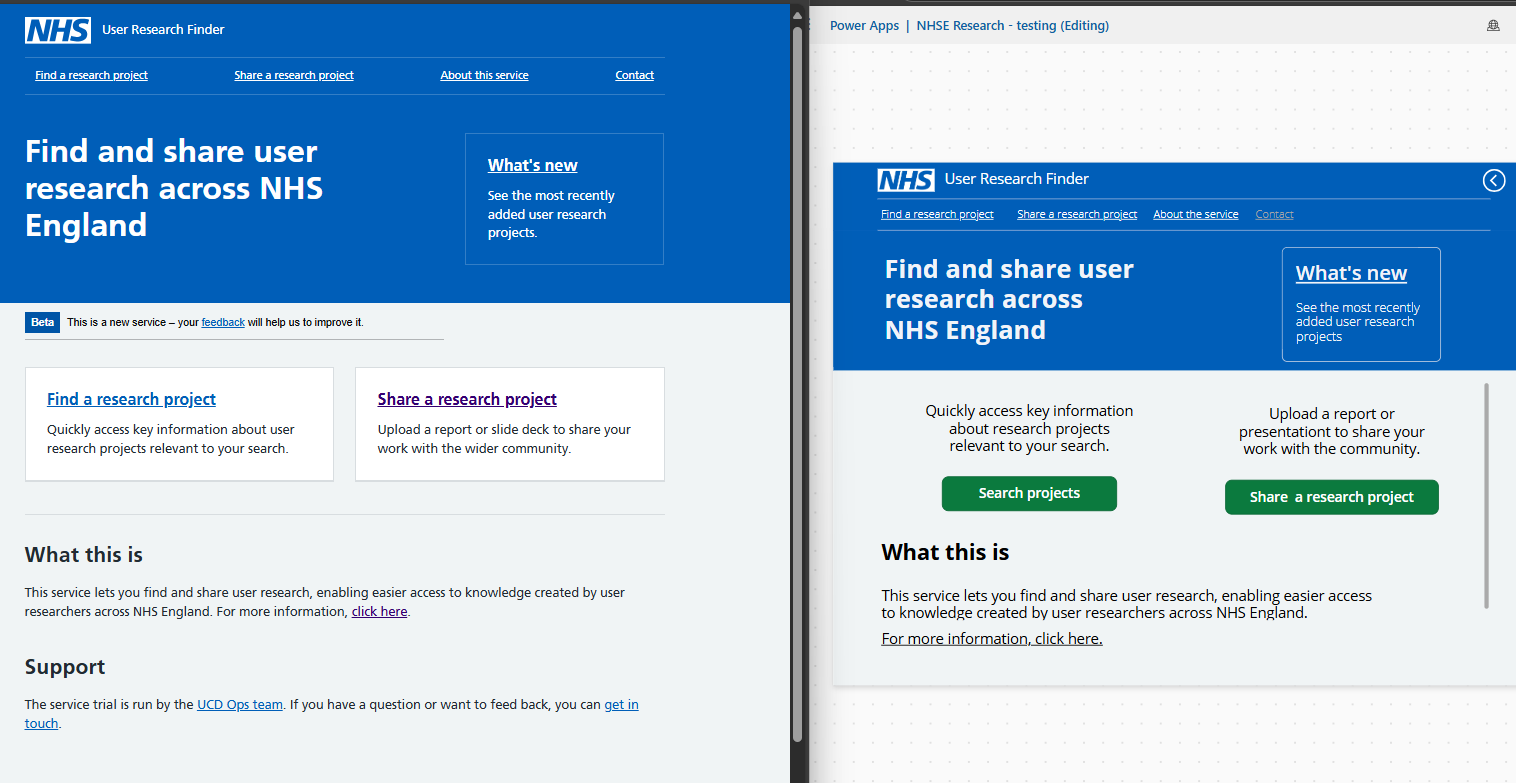 NHS User Research Finder
Find a research project Share a research project About this service Contact
Find and share user
research across NHS
England
What's new
See the most recently
added user research
projects.
Beta This is a new service – your feedback will help us to improve it.
Find a research project
Quickly access key information about user
research projects relevant to your search.
Share a research project
Upload a report or slide deck to share your
work with the wider community.
What this is
This service lets you find and share user research, enabling easier access to knowledge created by user
researchers across NHS England. For more information, click here.
Support
The service trial is run by the UCD Ops team. If you have a question or want to feed back, you can get in
touch.
Power Apps | NHSE Research - testing (Editing)
NHS User Research Finder
Find a research project Share a research project About the service Contact
Find and share user
research across
NHS England
What's new
See the most recently
added user research
projects
Quickly access key information
about research projects
relevant to your search.
Search projects
Upload a report or
presentationt to share your
work with the community.
Share a research project
What this is
This service lets you find and share user research, enabling easier access
to knowledge created by user researchers across NHS England.
For more information, click here.